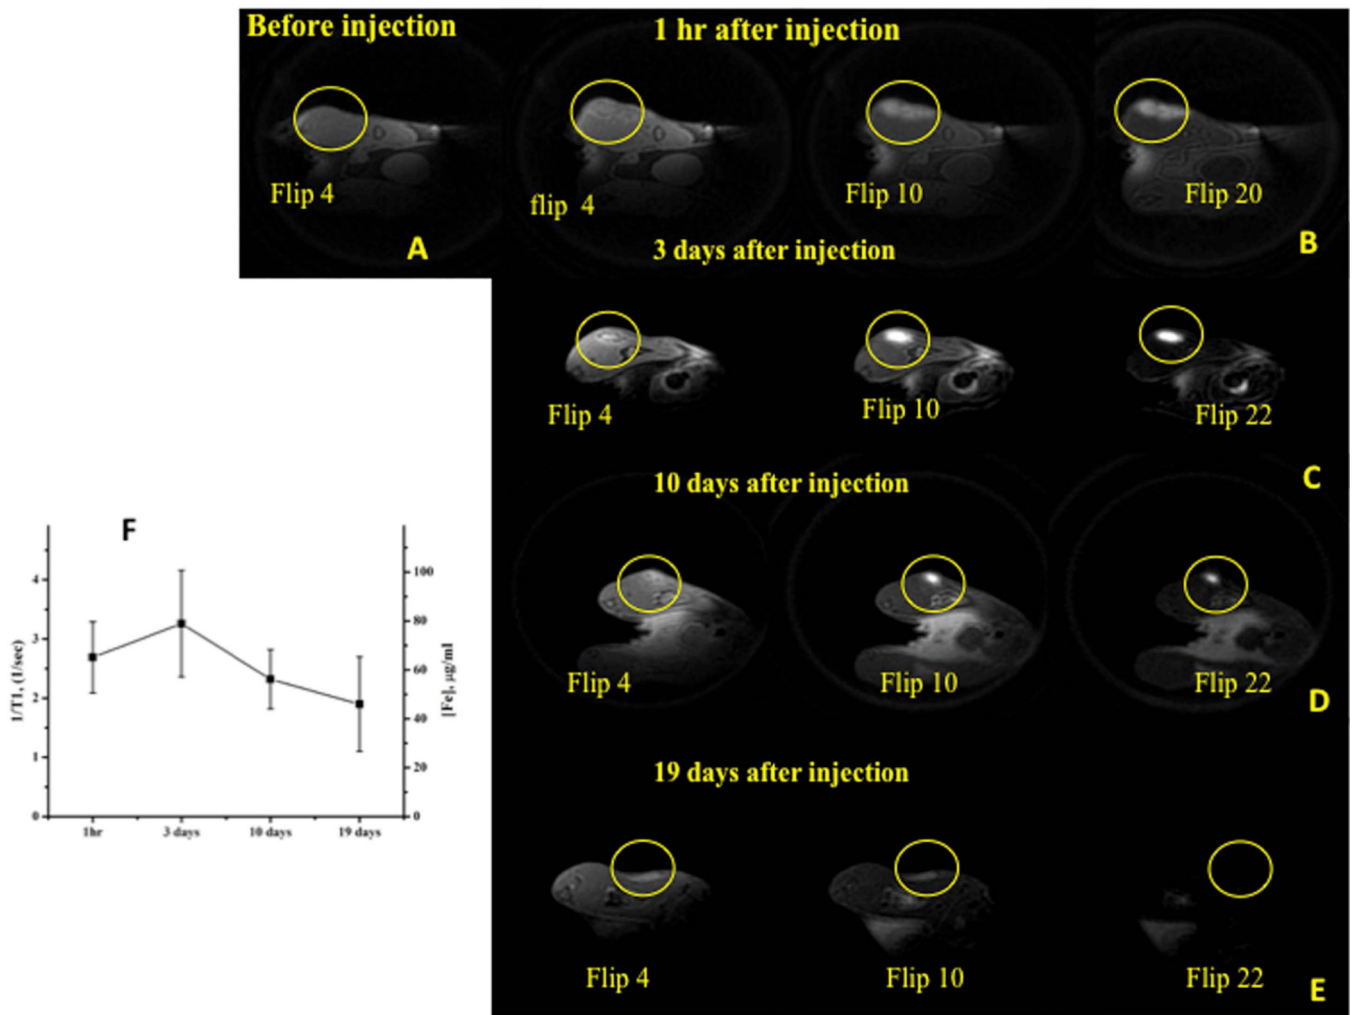 Before injection
1 hr after injection
Flip 4
flip 4
Flip 10
Flip 20
A
B
3 days after injection
Flip 4
Flip 10
Flip 22
C
10 days after injection
Flip 4
Flip 10
Flip 22
D
19 days after injection
Flip 4
Flip 10
Flip 22
E
F
1/T1, (1/sec)
4
3
2
1
0
[Fe], µg/ml
100
80
60
40
20
0
1hr
3 days
10 days
19 days